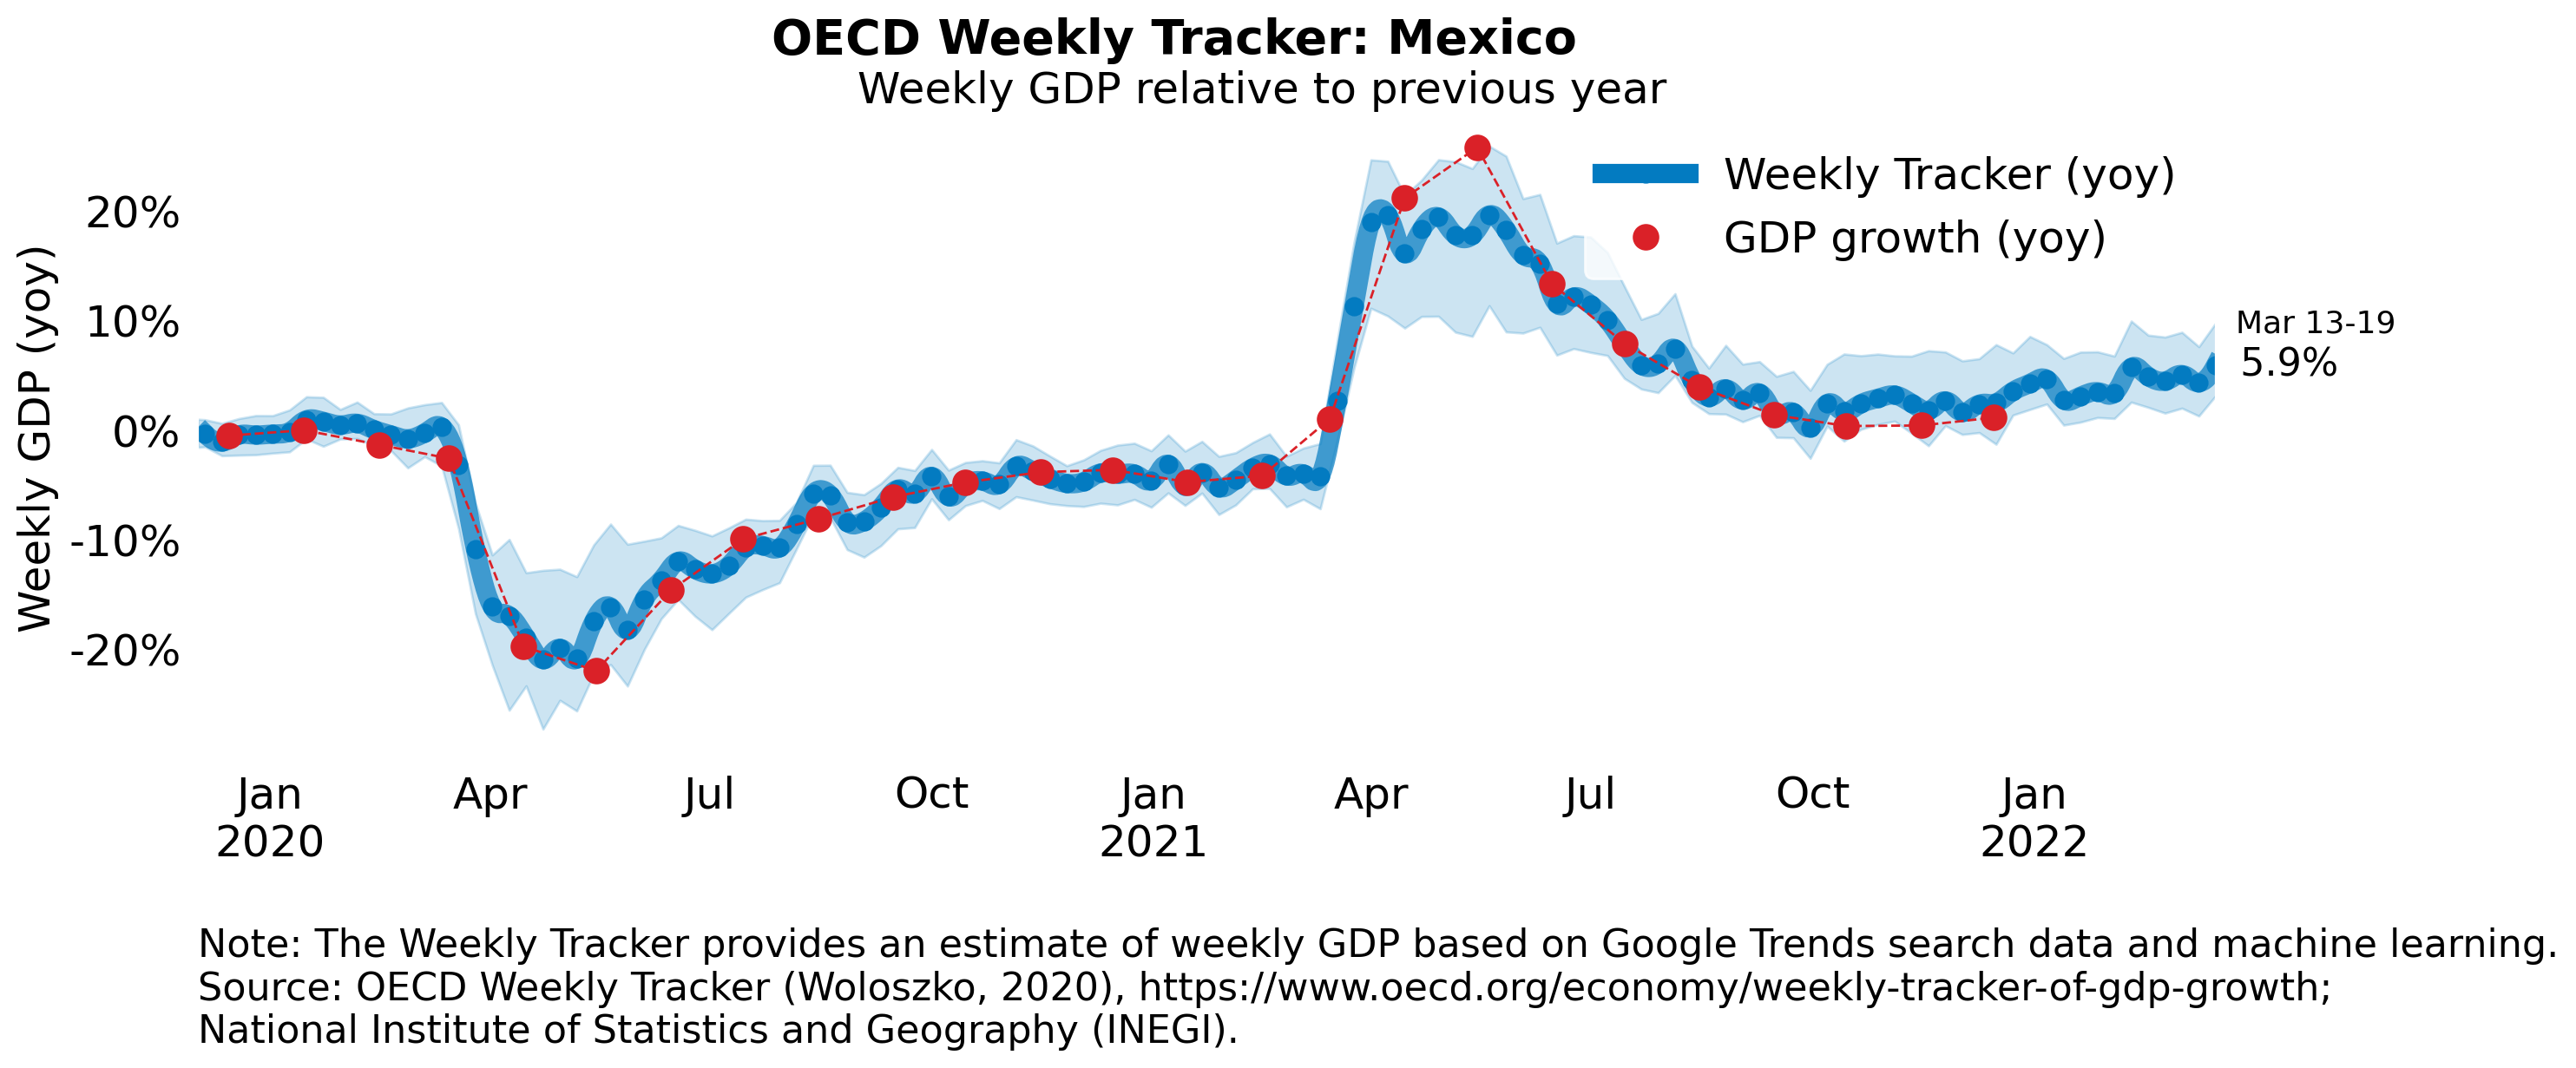 OECD Weekly Tracker: Mexico
Weekly GDP relative to previous year
Weekly Tracker (yoy)
GDP growth (yoy)
Weekly GDP (yoy)
20%
10%
0%
-10%
-20%
Mar 13-19
5.9%
Jan Apr Jul Oct Jan Apr Jul Oct Jan
2020 2021 2022
Note: The Weekly Tracker provides an estimate of weekly GDP based on Google Trends search data and machine learning.
Source: OECD Weekly Tracker (Woloszko, 2020), https://www.oecd.org/economy/weekly-tracker-of-gdp-growth;
National Institute of Statistics and Geography (INEGI).